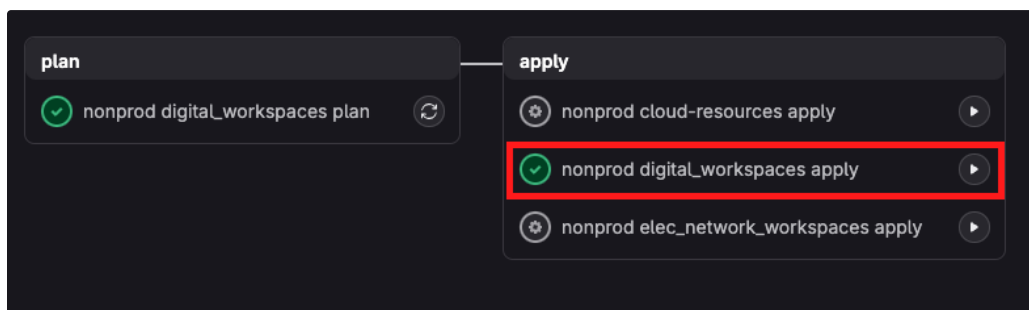 plan
nonprod digital_workspaces plan
apply
nonprod cloud-resources apply
nonprod digital_workspaces apply
nonprod elec_network_workspaces apply